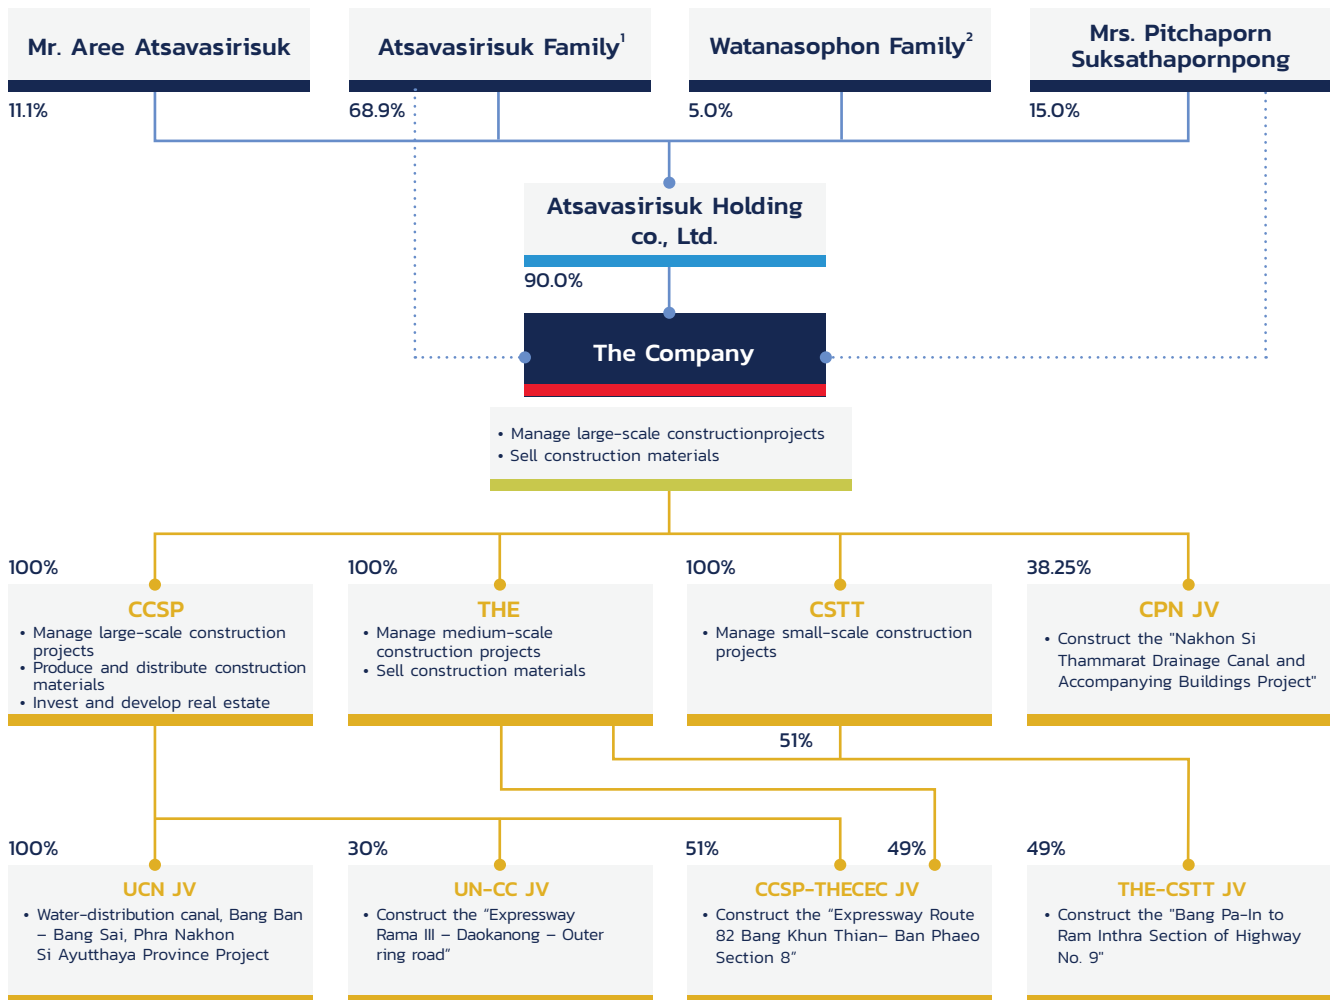 Mr. Aree Atsavasirisuk
Atsavasirisuk Family¹
Watanasophon Family²
Mrs. Pitchaporn
Suksathapornpong
11.1%
68.9%
5.0%
15.0%
Atsavasirisuk Holding
co., Ltd.
90.0%
The Company
• Manage large-scale constructionprojects
• Sell construction materials
100%
100%
100%
38.25%
CCSP
• Manage large-scale construction
projects
• Produce and distribute construction
materials
• Invest and develop real estate
THE
• Manage medium-scale
construction projects
• Sell construction materials
CSTT
• Manage small-scale construction
projects
CPN JV
• Construct the "Nakhon Si
Thammarat Drainage Canal and
Accompanying Buildings Project"
51%
100%
30%
51%
49%
49%
UCN JV
• Water-distribution canal, Bang Ban
– Bang Sai, Phra Nakhon
Si Ayutthaya Province Project
UN-CC JV
• Construct the “Expressway
Rama III – Daokanong – Outer
ring road”
CCSP-THECEC JV
• Construct the “Expressway Route
82 Bang Khun Thian– Ban Phaeo
Section 8”
THE-CSTT JV
• Construct the "Bang Pa-In to
Ram Inthra Section of Highway
No. 9"